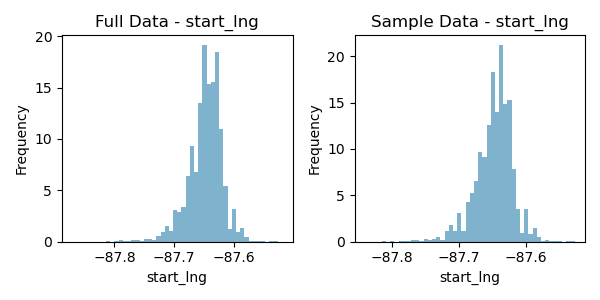 Full Data - start_lng
Frequency
20
15
10
5
0
−87.8
−87.7
−87.6
start_lng
Sample Data - start_lng
Frequency
20
15
10
5
0
−87.8
−87.7
−87.6
start_lng